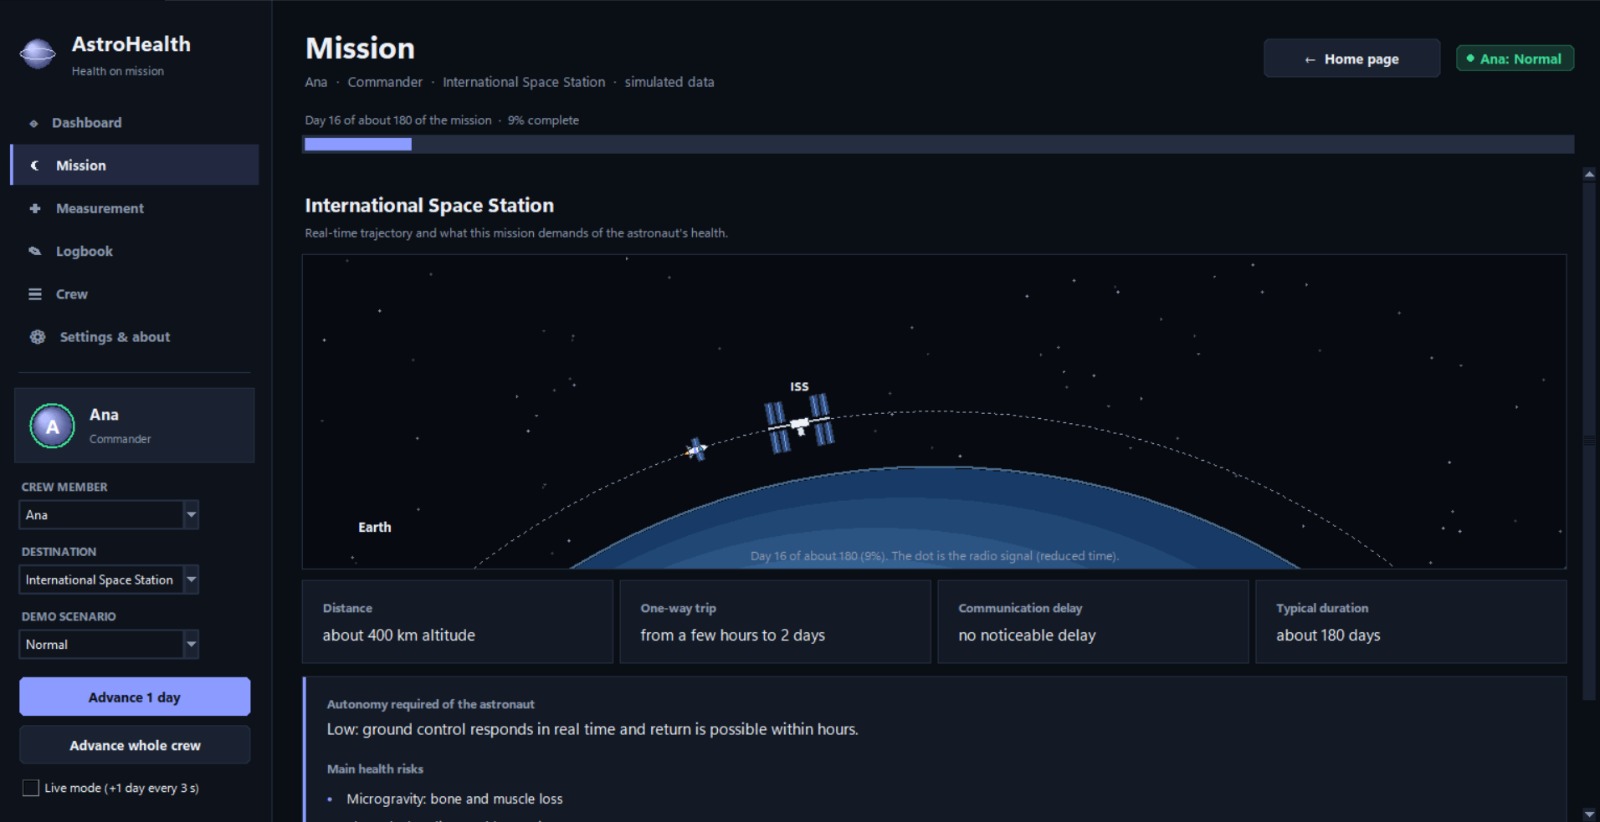 AstroHealth
Health on mission
Dashboard
Mission
Measurement
Logbook
Crew
Settings & about
A
Ana
Commander
CREW MEMBER
Ana
DESTINATION
International Space Station
DEMO SCENARIO
Normal
Advance 1 day
Advance whole crew
Live mode (+1 day every 3 s)
Mission
Ana · Commander · International Space Station · simulated data
← Home page
Ana: Normal
Day 16 of about 180 of the mission · 9% complete
International Space Station
Real-time trajectory and what this mission demands of the astronaut's health.
ISS
Earth
Day 16 of about 180 (9%). The dot is the radio signal (reduced time).
Distance
about 400 km altitude
One-way trip
from a few hours to 2 days
Communication delay
no noticeable delay
Typical duration
about 180 days
Autonomy required of the astronaut
Low: ground control responds in real time and return is possible within hours.
Main health risks
• Microgravity: bone and muscle loss